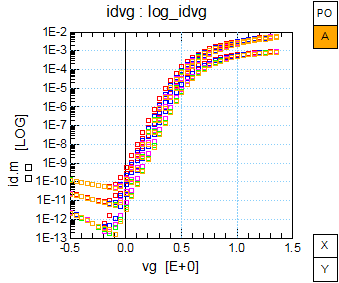 idvg : log_idvg
PO
A
1E-2
1E-3
1E-4
1E-5
1E-6
1E-7
1E-8
1E-9
1E-10
1E-11
1E-12
1E-13
id.m [LOG]
-0.5 0.0 0.5 1.0 1.5
vg [E+0]
X
Y